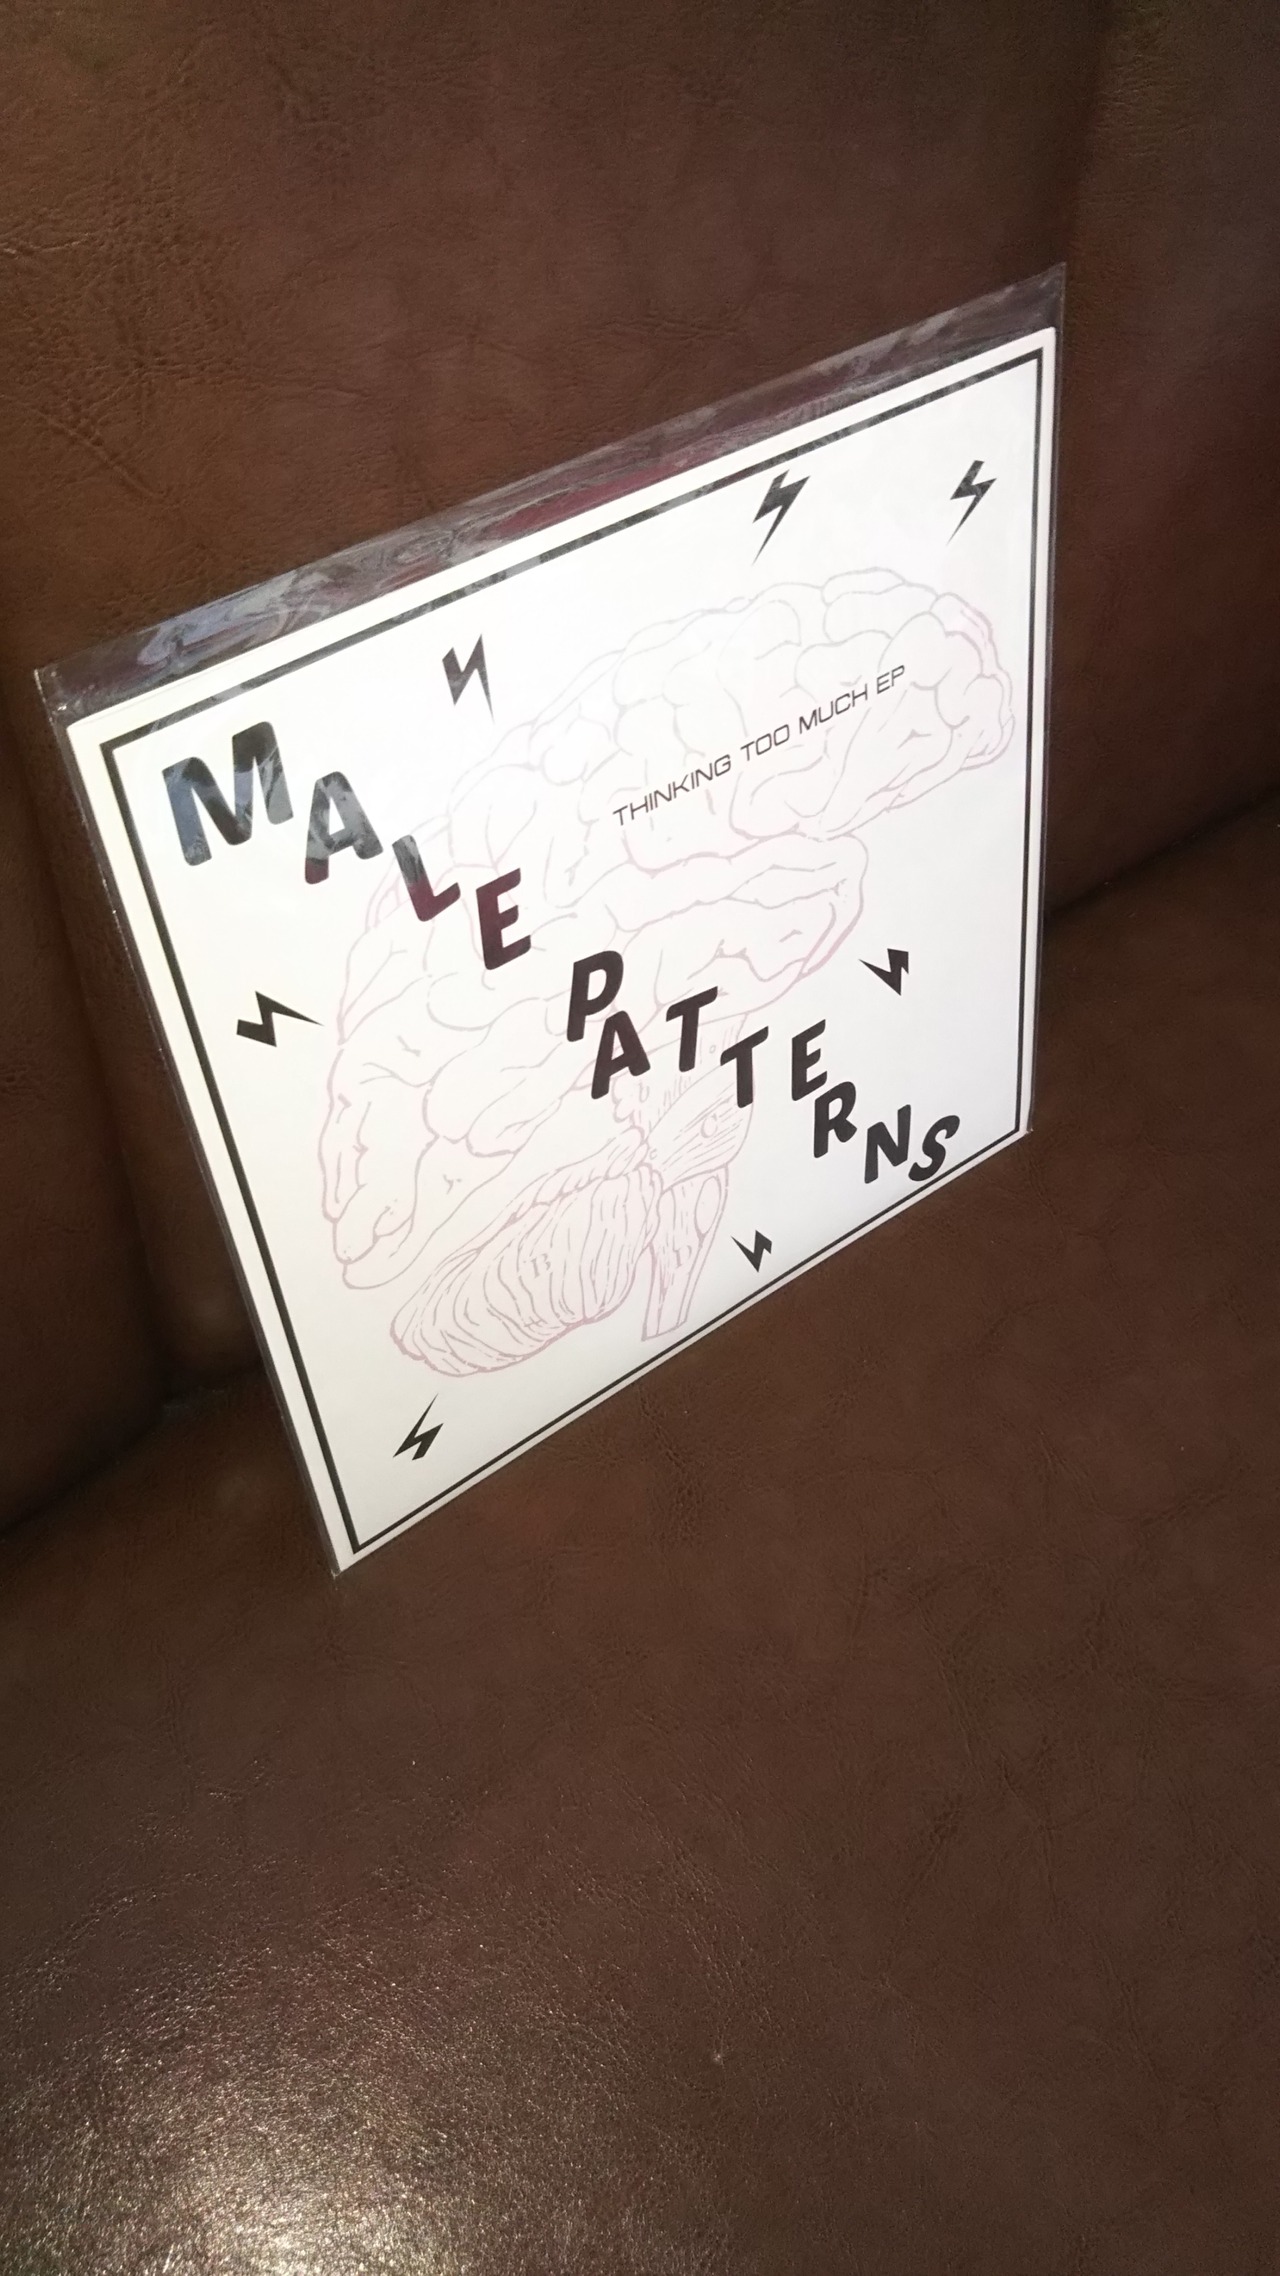 THINKING TOO MUCH EP
MALE
PATTERNS
B
C
D